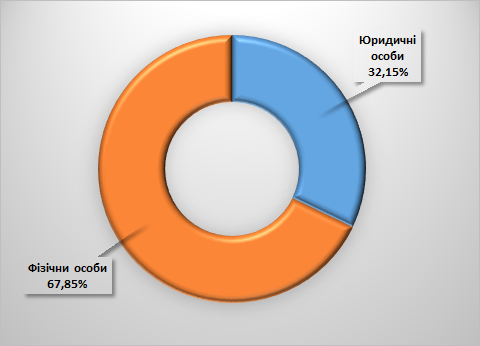 Юридичні
особи
32,15%
Фізичні особи
67,85%